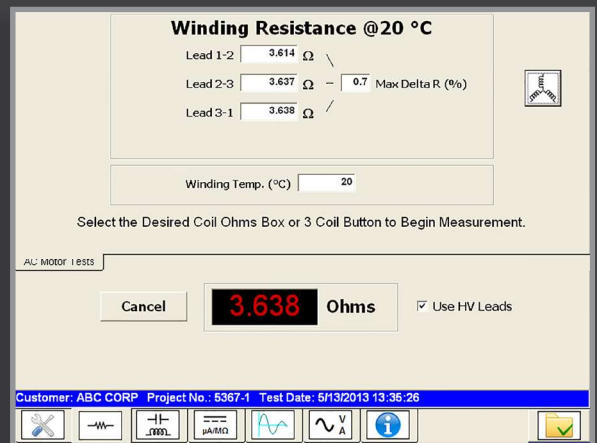 Winding Resistance @20 °C
Lead 1-2 3.614 Ω \
Lead 2-3 3.637 Ω – 0.7 Max Delta R (%)
Lead 3-1 3.638 Ω /
Winding Temp. (°C) 20
Select the Desired Coil Ohms Box or 3 Coil Button to Begin Measurement.
AC Motor Tests
Cancel 3.638 Ohms Use HV Leads
Customer: ABC CORP Project No.: 5367-1 Test Date: 5/13/2013 13:35:26
µA/MΩ V A i